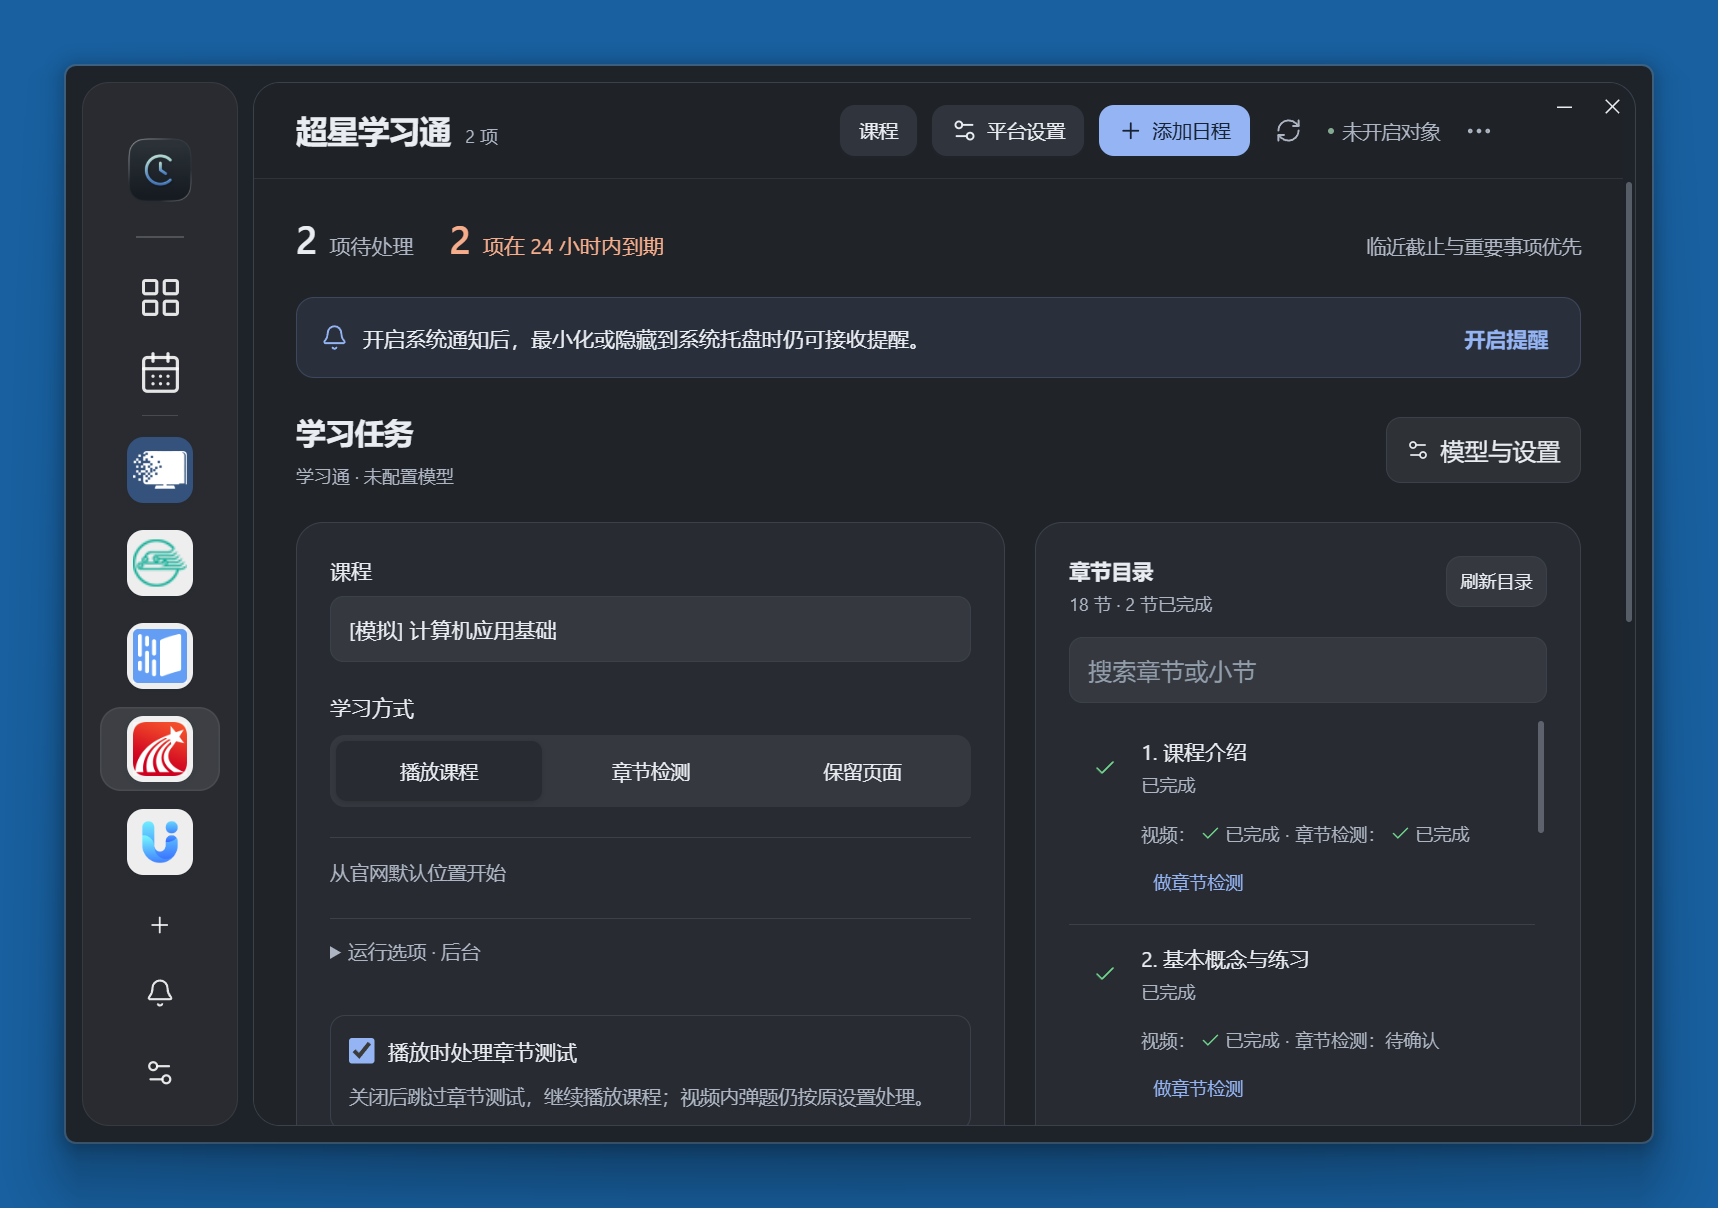 超星学习通 2 项
课程
平台设置
添加日程
未开启对象
2 项待处理 2 项在 24 小时内到期
临近截止与重要事项优先
开启系统通知后，最小化或隐藏到系统托盘时仍可接收提醒。
开启提醒
学习任务
学习通 · 未配置模型
模型与设置
课程
[模拟] 计算机应用基础
学习方式
播放课程 章节检测 保留页面
从官网默认位置开始
运行选项 · 后台
播放时处理章节测试
关闭后跳过章节测试，继续播放课程；视频内弹题仍按原设置处理。
章节目录
18 节 · 2 节已完成
刷新目录
搜索章节或小节
1. 课程介绍
已完成
视频： ✓ 已完成 · 章节检测： ✓ 已完成
做章节检测
2. 基本概念与练习
已完成
视频： ✓ 已完成 · 章节检测：待确认
做章节检测